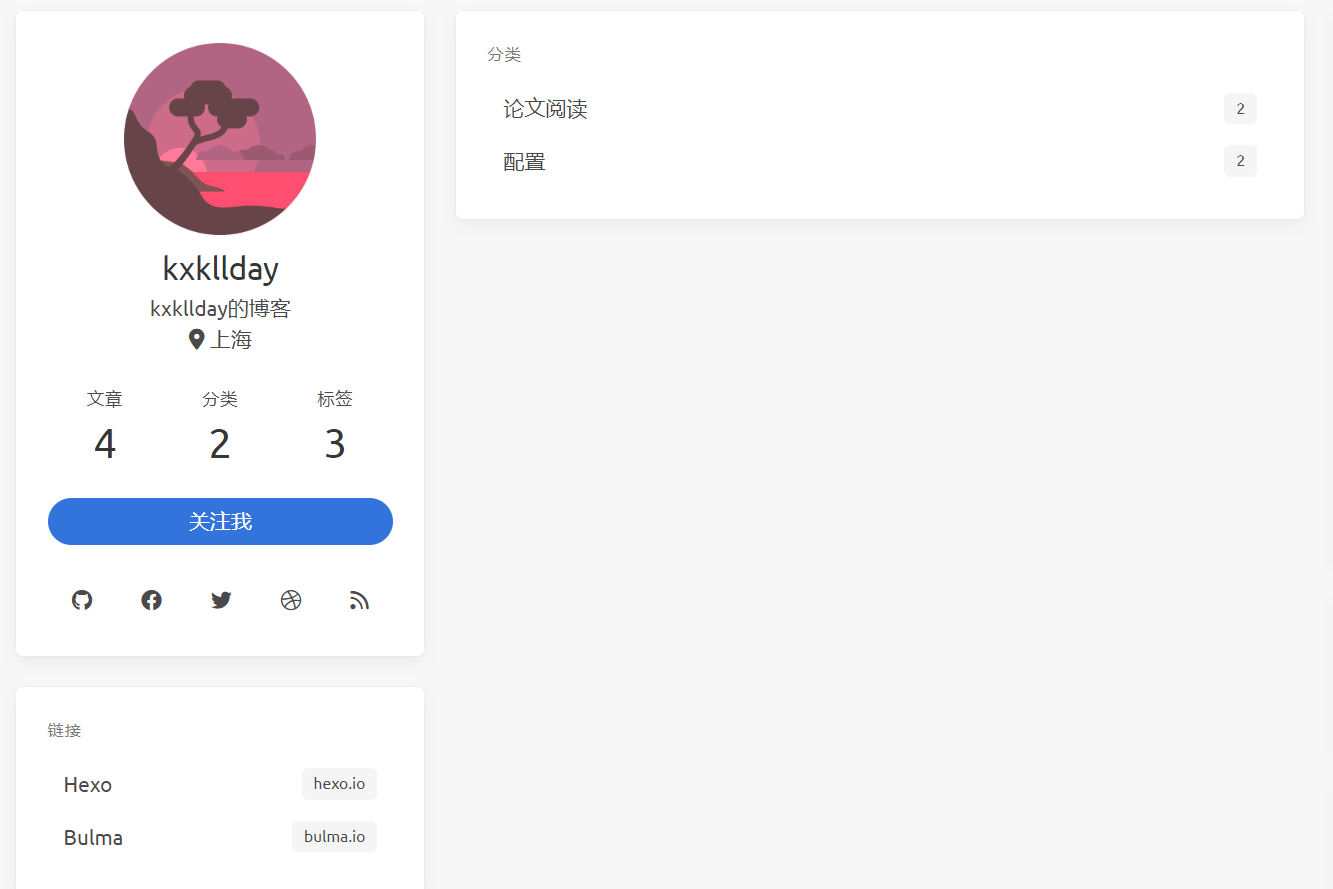 kxkllday
kxkllday的博客
上海
文章 分类 标签
4 2 3
关注我
链接
Hexo hexo.io
Bulma bulma.io
分类
论文阅读 2
配置 2